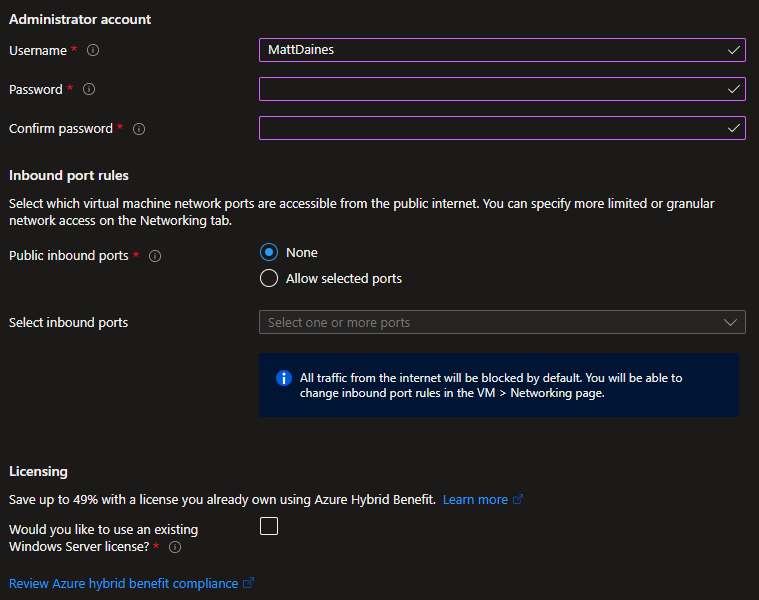 Administrator account
Username *
MattDaines
Password *
Confirm password *
Inbound port rules
Select which virtual machine network ports are accessible from the public internet. You can specify more limited or granular
network access on the Networking tab.
Public inbound ports *
None
Allow selected ports
Select inbound ports
Select one or more ports
All traffic from the internet will be blocked by default. You will be able to
change inbound port rules in the VM > Networking page.
Licensing
Save up to 49% with a license you already own using Azure Hybrid Benefit. Learn more
Would you like to use an existing
Windows Server license? *
Review Azure hybrid benefit compliance